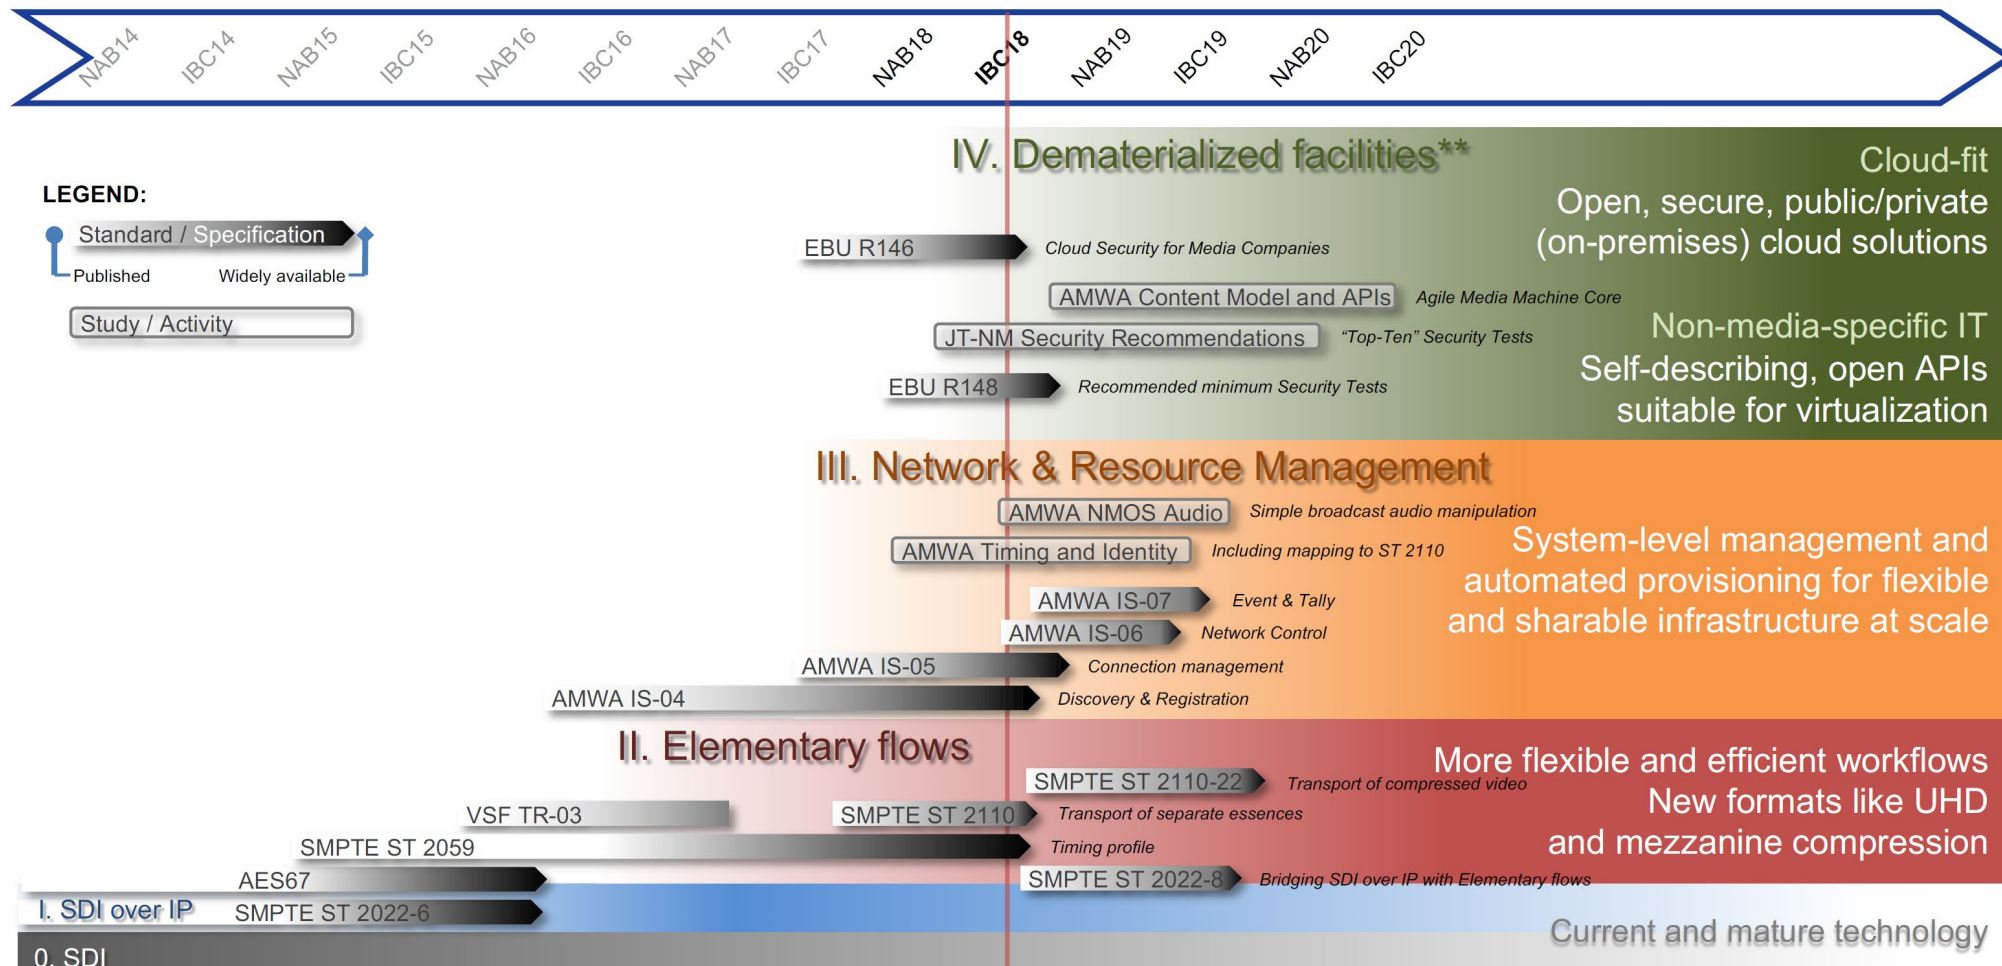 NAB14 IBC14 NAB15 IBC15 NAB16 IBC16 NAB17 IBC17 NAB18 IBC18 NAB19 IBC19 NAB20 IBC20
LEGEND:
Standard / Specification
Published Widely available
Study / Activity
IV. Dematerialized facilities**
Cloud-fit
Open, secure, public/private
(on-premises) cloud solutions
EBU R146 Cloud Security for Media Companies
AMWA Content Model and APIs Agile Media Machine Core
JT-NM Security Recommendations “Top-Ten” Security Tests
EBU R148 Recommended minimum Security Tests
Non-media-specific IT
Self-describing, open APIs
suitable for virtualization
III. Network & Resource Management
AMWA NMOS Audio Simple broadcast audio manipulation
AMWA Timing and Identity Including mapping to ST 2110
AMWA IS-07 Event & Tally
AMWA IS-06 Network Control
AMWA IS-05 Connection management
AMWA IS-04 Discovery & Registration
System-level management and
automated provisioning for flexible
and sharable infrastructure at scale
II. Elementary flows
SMPTE ST 2110-22 Transport of compressed video
VSF TR-03 SMPTE ST 2110 Transport of separate essences
SMPTE ST 2059 Timing profile
AES67 SMPTE ST 2022-8 Bridging SDI over IP with Elementary flows
More flexible and efficient workflows
New formats like UHD
and mezzanine compression
I. SDI over IP SMPTE ST 2022-6
Current and mature technology
0. SDI